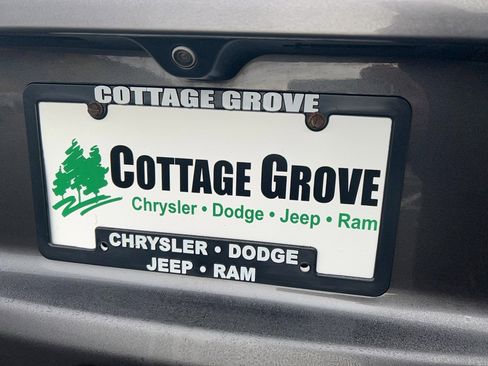 COTTAGE GROVE
COTTAGE GROVE
Chrysler • Dodge • Jeep • Ram
CHRYSLER • DODGE
JEEP • RAM